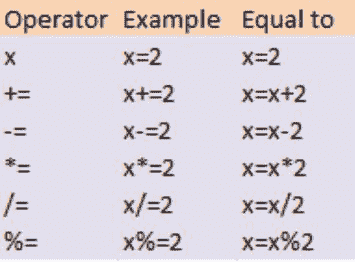 Operator Example Equal to
x x=2 x=2
+= x+=2 x=x+2
-= x-=2 x=x-2
*= x*=2 x=x*2
/= x/=2 x=x/2
%= x%=2 x=x%2